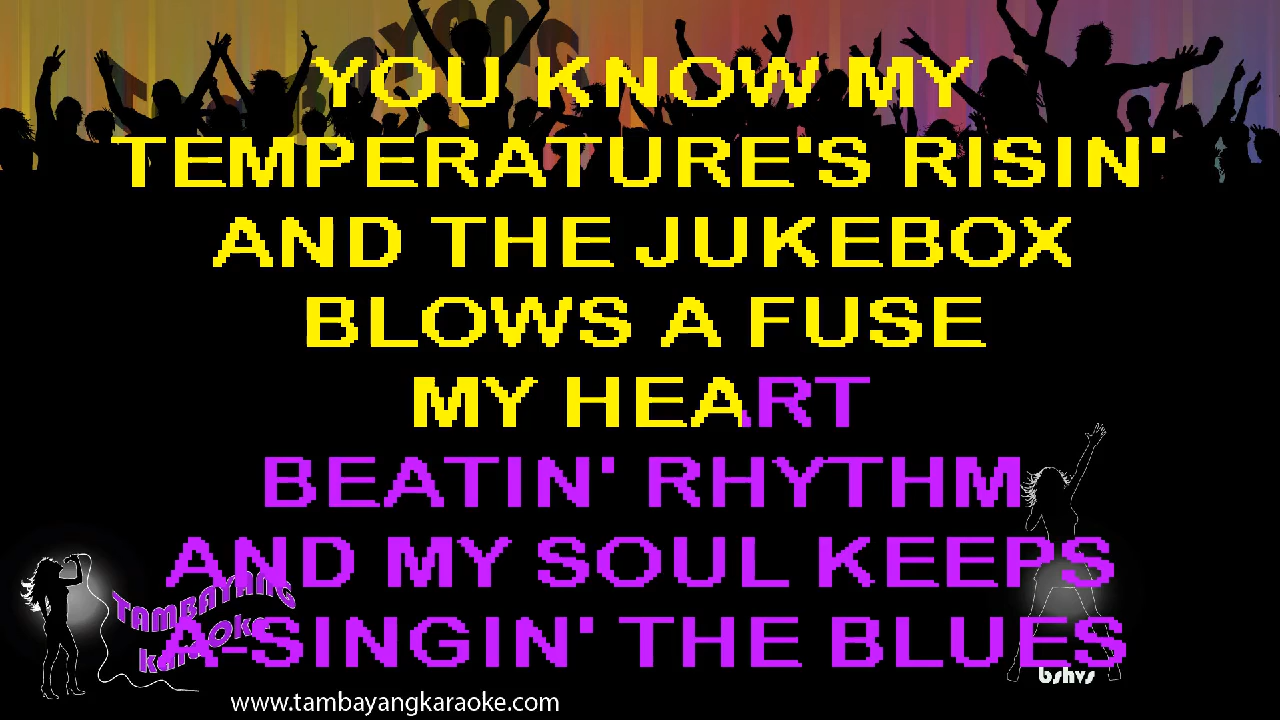 YOU KNOW MY
TEMPERATURE'S RISIN'
AND THE JUKEBOX
BLOWS A FUSE
MY HEART
BEATIN' RHYTHM
AND MY SOUL KEEPS
TAMBAYANG
karaoke
A-SINGIN' THE BLUES
bshvs
www.tambayangkaraoke.com